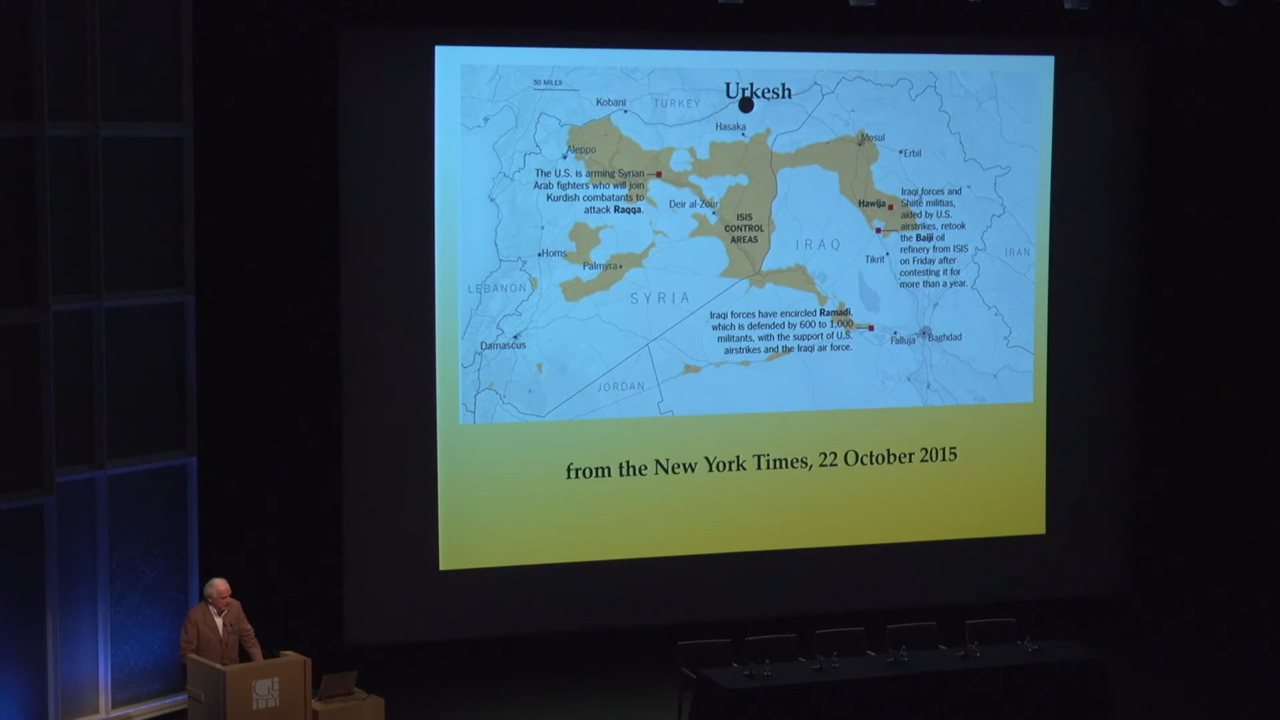 50 MILES
Urkesh
Kobani
TURKEY
Hasaka
Aleppo
Mosul
Erbil
The U.S. is arming Syrian
Arab fighters who will join
Kurdish combatants to
attack Raqqa.
Deir al-Zour
ISIS
CONTROL
AREAS
Hawija
Iraqi forces and
Shiite militias,
aided by U.S.
airstrikes, retook
the Baiji oil
refinery from ISIS
on Friday after
contesting it for
more than a year.
IRAQ
IRAN
Tikrit
Homs
Palmyra
LEBANON
SYRIA
Iraqi forces have encircled Ramadi,
which is defended by 600 to 1,000
militants, with the support of U.S.
airstrikes and the Iraqi air force.
Falluja
Baghdad
Damascus
JORDAN
from the New York Times, 22 October 2015
GE
TTY